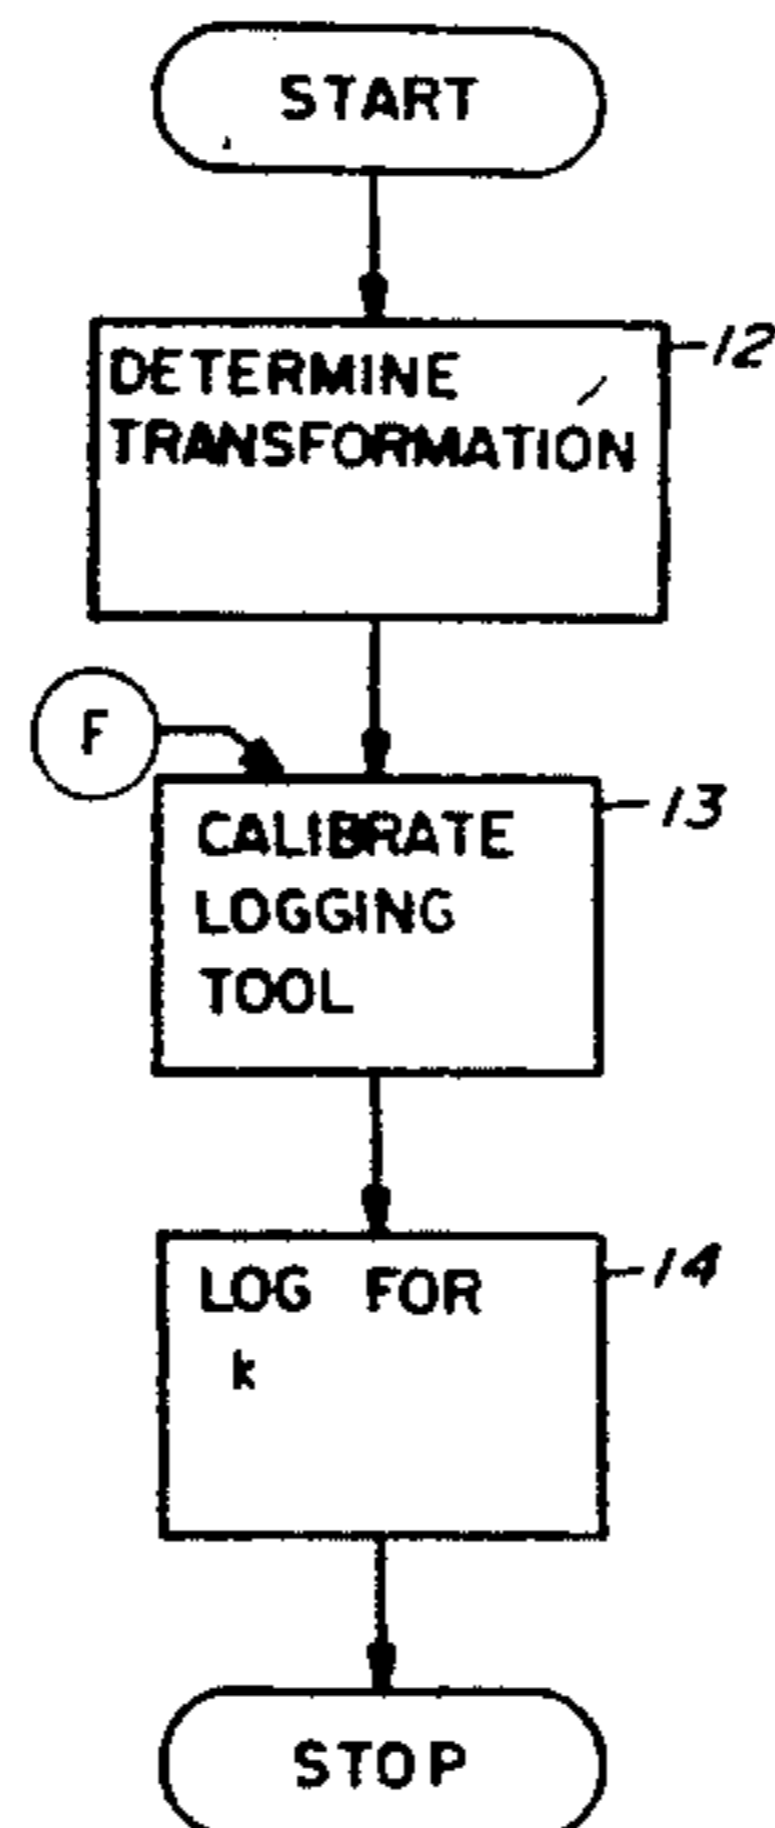 START
DETERMINE
TRANSFORMATION
12
F
CALIBRATE
LOGGING
TOOL
13
LOG FOR
k
14
STOP